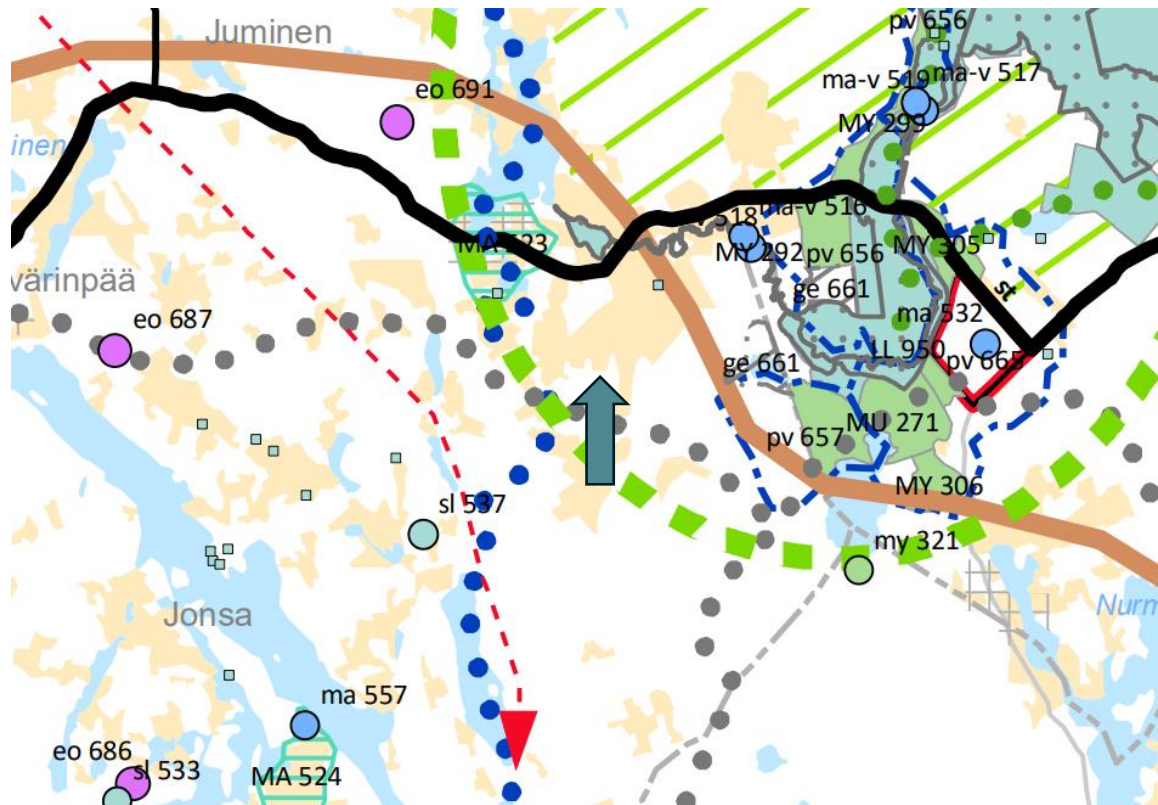 pv 656
Juminen
ma-v 519
ma-v 517
eo 691
MY 299
inen
ma-v 516
518
MA 523
MY 292
pv 656
MY 305
värinpää
ge 661
st
eo 687
ma 532
LL 950
pv 665
ge 661
MU 271
pv 657
MY 306
sl 537
my 321
Jonsa
Nurm
ma 557
eo 686
sl 533
MA 524